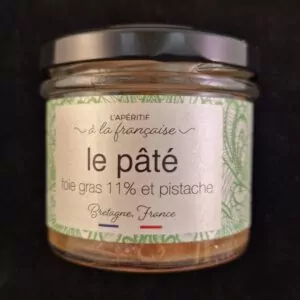 L'APÉRITIF
à la française
le pâté
foie gras 11% et pistache
Bretagne, France